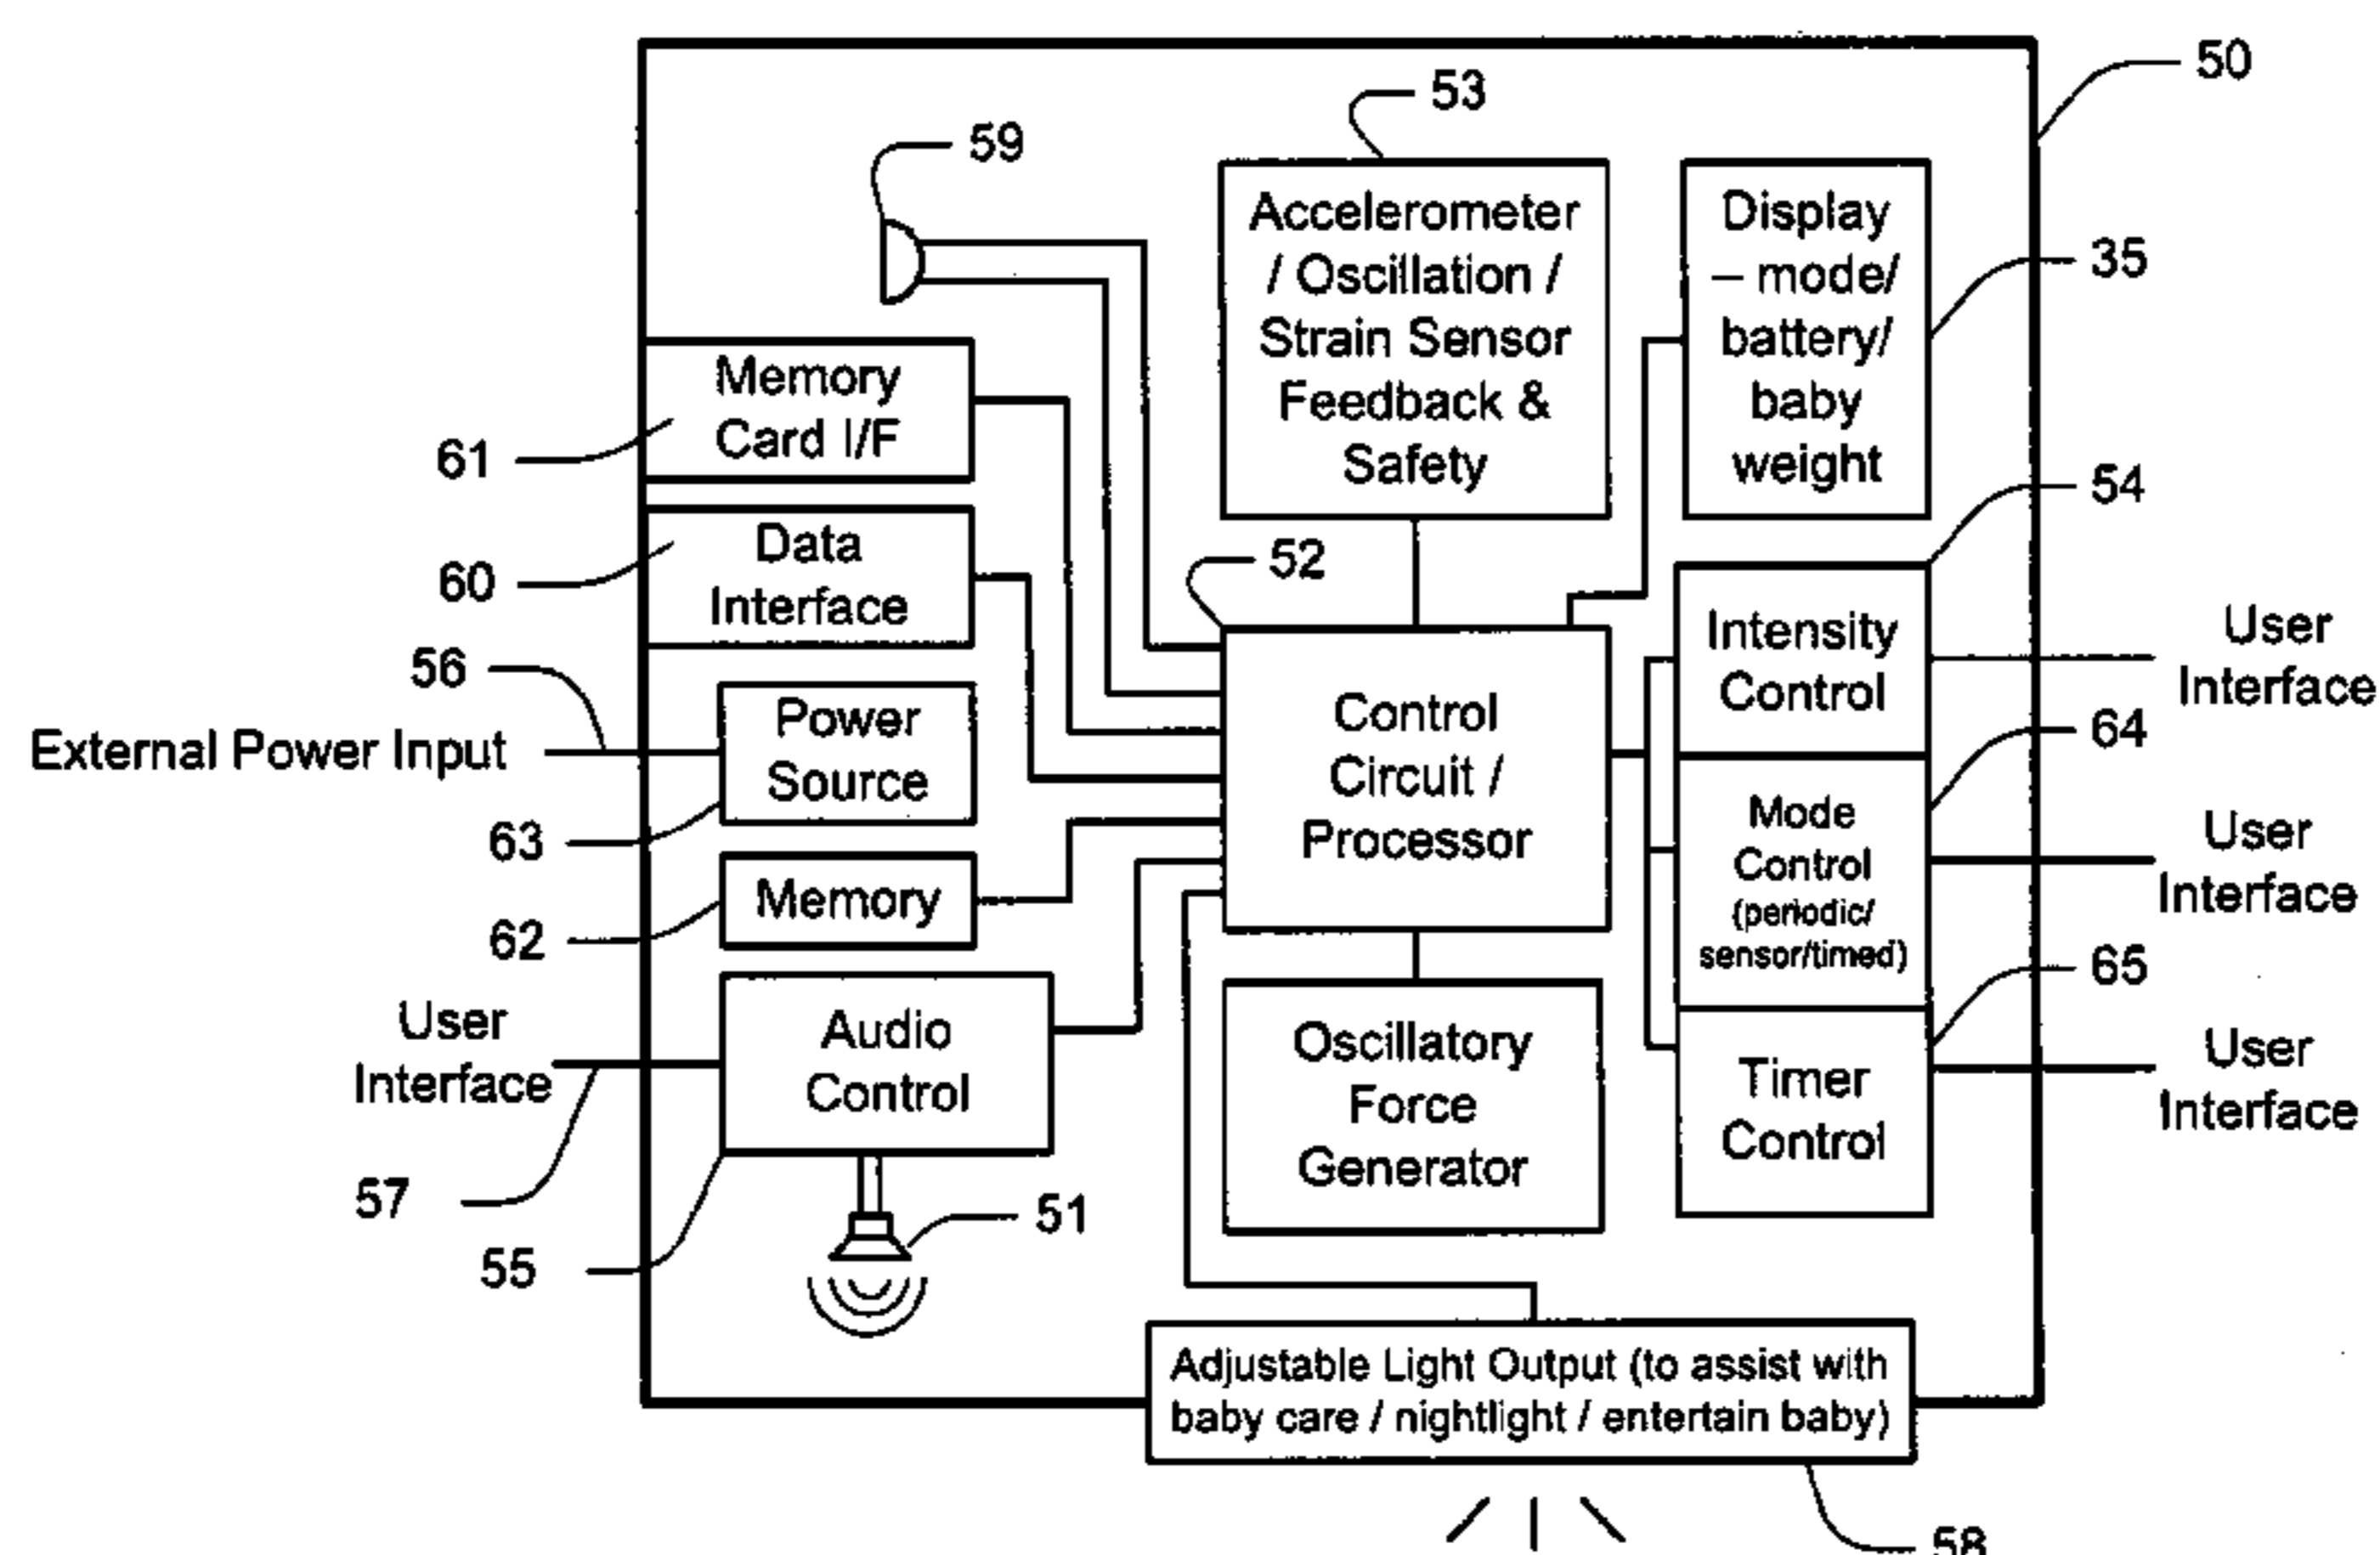 50
53
59
Accelerometer
/ Oscillation /
Strain Sensor
Feedback &
Safety
Display
– mode/
battery/
baby
weight
35
Memory
Card I/F
61
54
Data
Interface
60
52
Intensity
Control
User
Interface
56
External Power Input
Power
Source
63
Control
Circuit /
Processor
64
Mode
Control
(periodic/
sensor/timed)
User
Interface
Memory
62
65
User
Interface
Audio
Control
Oscillatory
Force
Generator
Timer
Control
User
Interface
57
51
55
Adjustable Light Output (to assist with
baby care / nightlight / entertain baby)
58